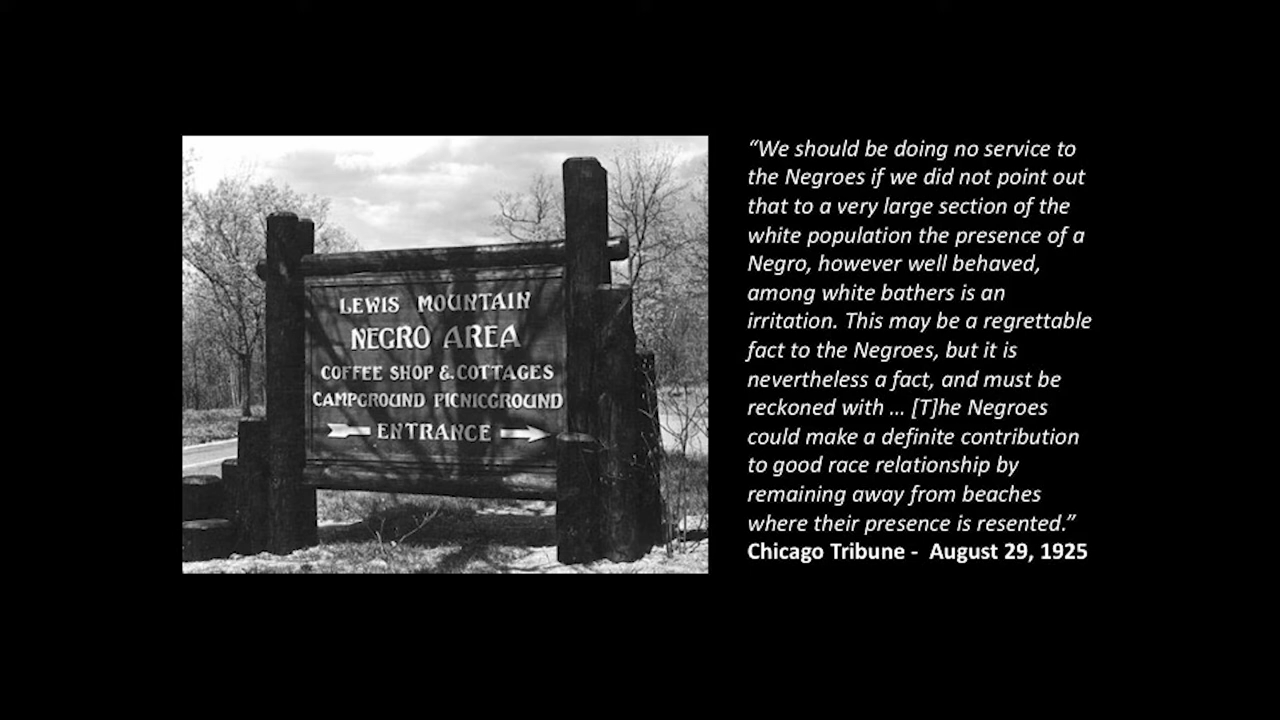 LEWIS MOUNTAIN
NEGRO AREA
COFFEE SHOP & COTTAGES
CAMPGROUND PICNICGROUND
ENTRANCE
“We should be doing no service to
the Negroes if we did not point out
that to a very large section of the
white population the presence of a
Negro, however well behaved,
among white bathers is an
irritation. This may be a regrettable
fact to the Negroes, but it is
nevertheless a fact, and must be
reckoned with ... [T]he Negroes
could make a definite contribution
to good race relationship by
remaining away from beaches
where their presence is resented.”
Chicago Tribune - August 29, 1925